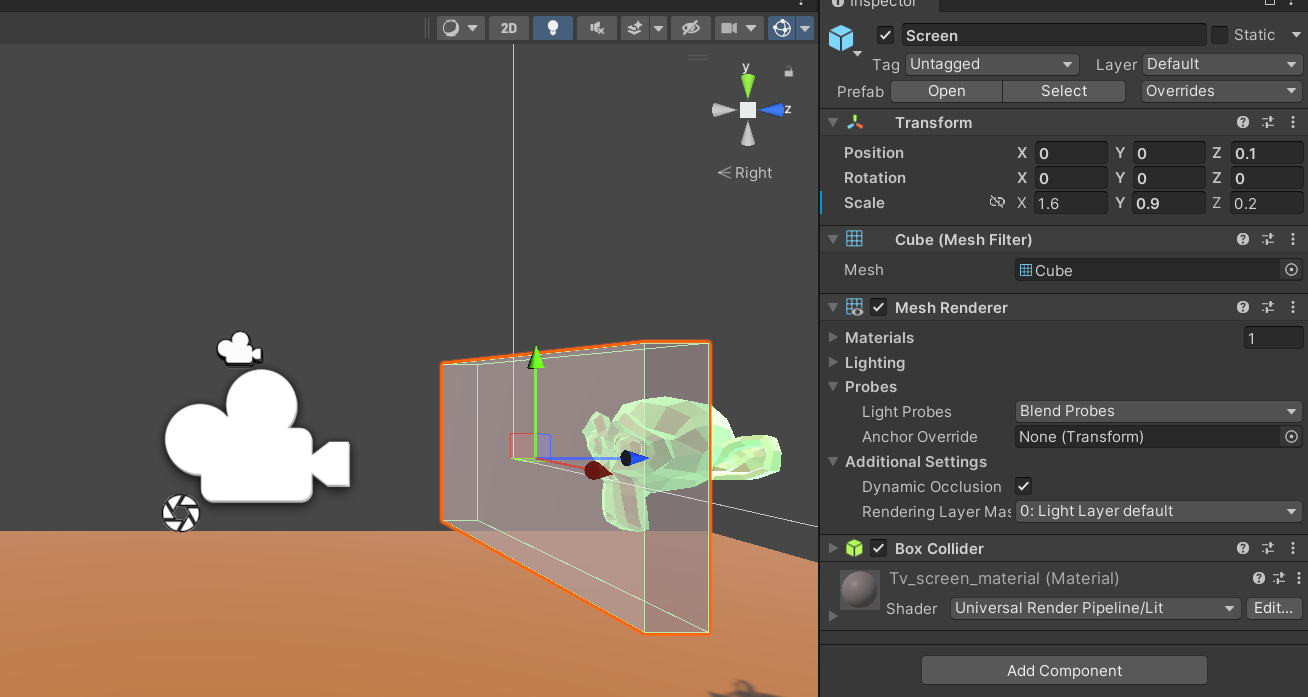 Inspector
2D
Screen
Static
Tag
Untagged
Layer
Default
Prefab
Open
Select
Overrides
y
z
Right
Transform
Position
X 0 Y 0 Z 0.1
Rotation
X 0 Y 0 Z 0
Scale
X 1.6 Y 0.9 Z 0.2
Cube (Mesh Filter)
Mesh
Cube
Mesh Renderer
Materials
1
Lighting
Probes
Light Probes
Blend Probes
Anchor Override
None (Transform)
Additional Settings
Dynamic Occlusion
Rendering Layer Mas
0: Light Layer default
Box Collider
Tv_screen_material (Material)
Shader
Universal Render Pipeline/Lit
Edit...
Add Component